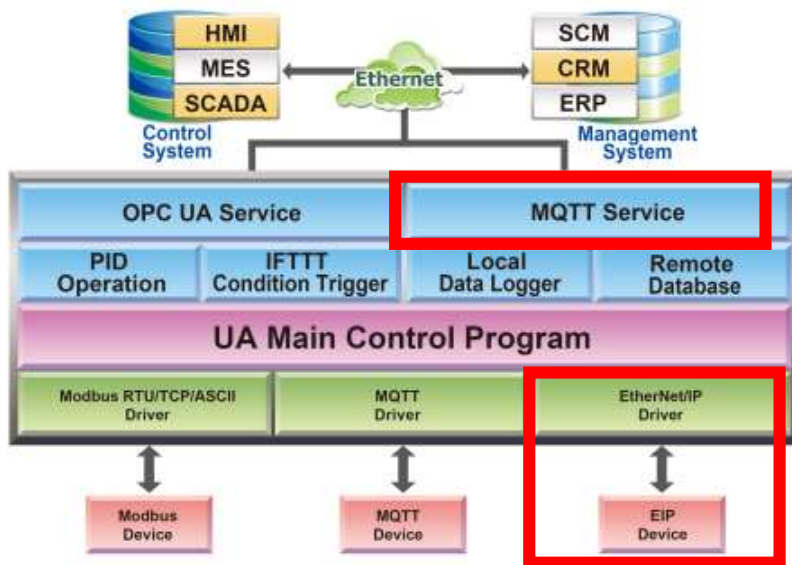 HMI
MES
SCADA
Control
System
Ethernet
SCM
CRM
ERP
Management
System
OPC UA Service
MQTT Service
PID
Operation
IFTTT
Condition Trigger
Local
Data Logger
Remote
Database
UA Main Control Program
Modbus RTU/TCP/ASCII
Driver
MQTT
Driver
EtherNet/IP
Driver
Modbus
Device
MQTT
Device
EIP
Device